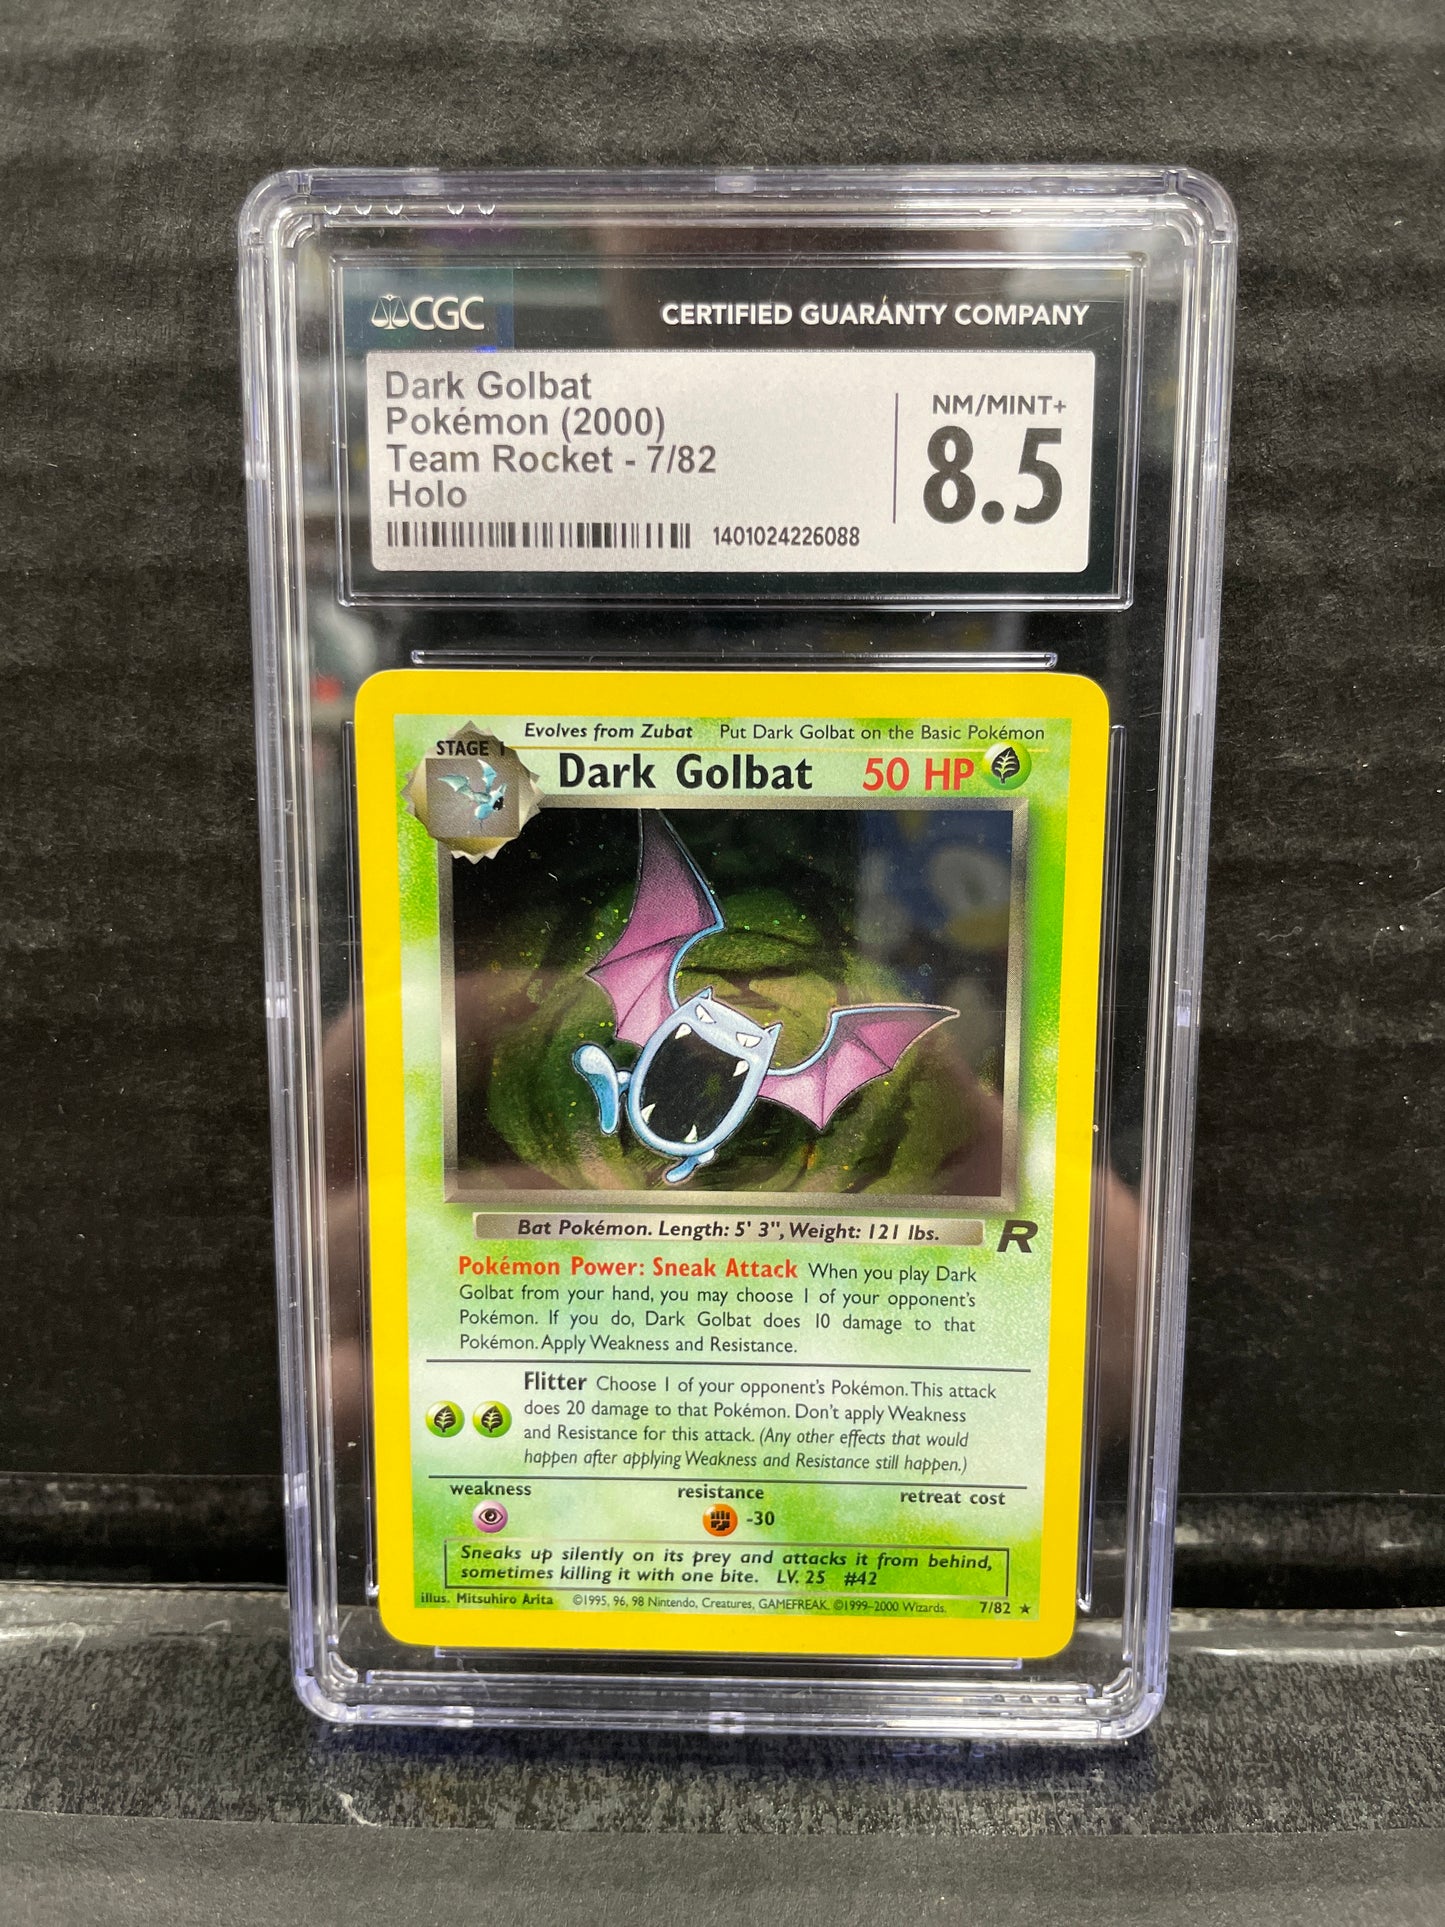 CGC
CERTIFIED GUARANTY COMPANY
Dark Golbat
Pokémon (2000)
Team Rocket - 7/82
Holo
1401024226088
NM/MINT+
8.5
Evolves from Zubat Put Dark Golbat on the Basic Pokémon
STAGE 1
Dark Golbat 50 HP
Bat Pokémon. Length: 5' 3", Weight: 121 lbs.
R
Pokémon Power: Sneak Attack When you play Dark
Golbat from your hand, you may choose 1 of your opponent's
Pokémon. If you do, Dark Golbat does 10 damage to that
Pokémon. Apply Weakness and Resistance.
Flitter Choose 1 of your opponent's Pokémon. This attack
does 20 damage to that Pokémon. Don't apply Weakness
and Resistance for this attack. (Any other effects that would
happen after applying Weakness and Resistance still happen.)
weakness resistance retreat cost
-30
Sneaks up silently on its prey and attacks it from behind,
sometimes killing it with one bite. LV. 25 #42
illus. Mitsuhiro Arita ©1995, 96, 98 Nintendo, Creatures, GAMEFREAK. ©1999-2000 Wizards. 7/82 ★